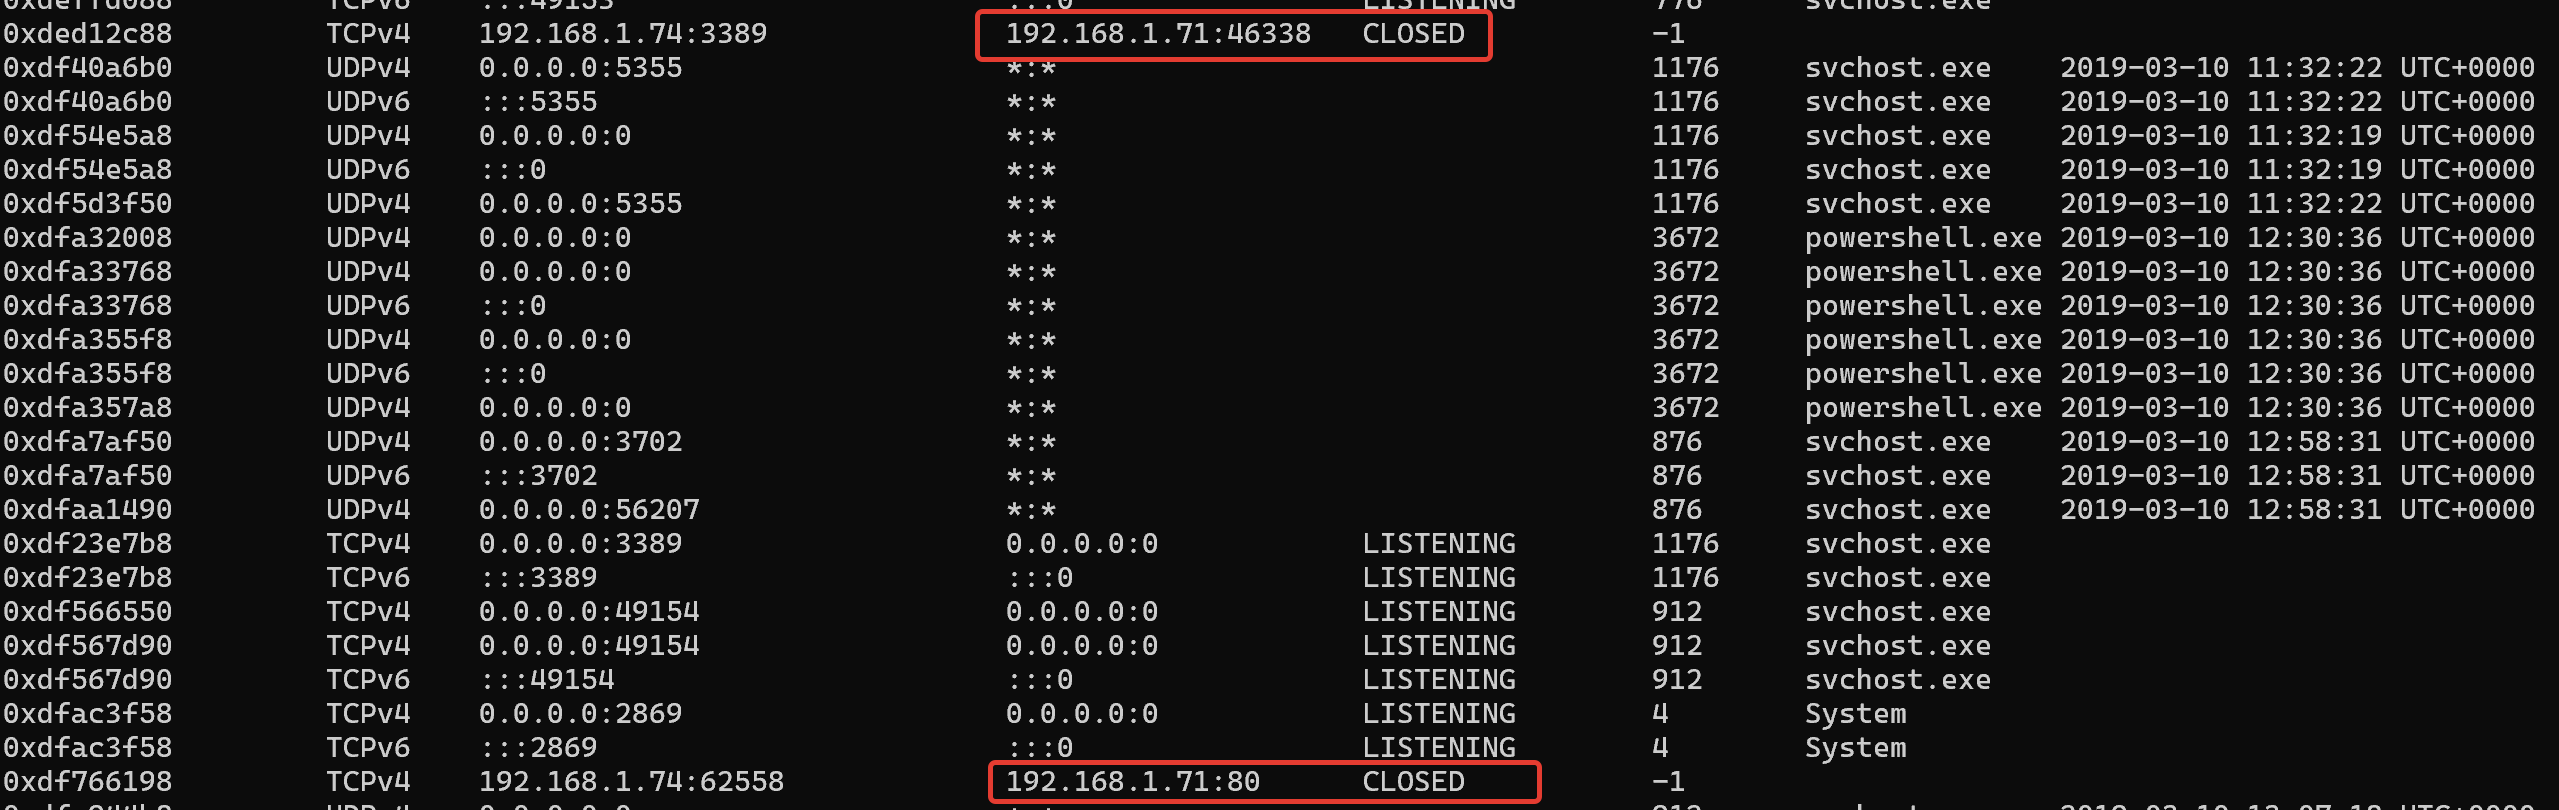 TCPv6 :::49153 :::0 LISTENING 776 svchost.exe
0xded12c88 TCPv4 192.168.1.74:3389 192.168.1.71:46338 CLOSED -1
0xdf40a6b0 UDPv4 0.0.0.0:5355 *:* 1176 svchost.exe 2019-03-10 11:32:22 UTC+0000
0xdf40a6b0 UDPv6 :::5355 *:* 1176 svchost.exe 2019-03-10 11:32:22 UTC+0000
0xdf54e5a8 UDPv4 0.0.0.0:0 *:* 1176 svchost.exe 2019-03-10 11:32:19 UTC+0000
0xdf54e5a8 UDPv6 :::0 *:* 1176 svchost.exe 2019-03-10 11:32:19 UTC+0000
0xdf5d3f50 UDPv4 0.0.0.0:5355 *:* 1176 svchost.exe 2019-03-10 11:32:22 UTC+0000
0xdfa32008 UDPv4 0.0.0.0:0 *:* 3672 powershell.exe 2019-03-10 12:30:36 UTC+0000
0xdfa33768 UDPv4 0.0.0.0:0 *:* 3672 powershell.exe 2019-03-10 12:30:36 UTC+0000
0xdfa33768 UDPv6 :::0 *:* 3672 powershell.exe 2019-03-10 12:30:36 UTC+0000
0xdfa355f8 UDPv4 0.0.0.0:0 *:* 3672 powershell.exe 2019-03-10 12:30:36 UTC+0000
0xdfa355f8 UDPv6 :::0 *:* 3672 powershell.exe 2019-03-10 12:30:36 UTC+0000
0xdfa357a8 UDPv4 0.0.0.0:0 *:* 3672 powershell.exe 2019-03-10 12:30:36 UTC+0000
0xdfa7af50 UDPv4 0.0.0.0:3702 *:* 876 svchost.exe 2019-03-10 12:58:31 UTC+0000
0xdfa7af50 UDPv6 :::3702 *:* 876 svchost.exe 2019-03-10 12:58:31 UTC+0000
0xdfaa1490 UDPv4 0.0.0.0:56207 *:* 876 svchost.exe 2019-03-10 12:58:31 UTC+0000
0xdf23e7b8 TCPv4 0.0.0.0:3389 0.0.0.0:0 LISTENING 1176 svchost.exe
0xdf23e7b8 TCPv6 :::3389 :::0 LISTENING 1176 svchost.exe
0xdf566550 TCPv4 0.0.0.0:49154 0.0.0.0:0 LISTENING 912 svchost.exe
0xdf567d90 TCPv4 0.0.0.0:49154 0.0.0.0:0 LISTENING 912 svchost.exe
0xdf567d90 TCPv6 :::49154 :::0 LISTENING 912 svchost.exe
0xdfac3f58 TCPv4 0.0.0.0:2869 0.0.0.0:0 LISTENING 4 System
0xdfac3f58 TCPv6 :::2869 :::0 LISTENING 4 System
0xdf766198 TCPv4 192.168.1.74:62558 192.168.1.71:80 CLOSED -1